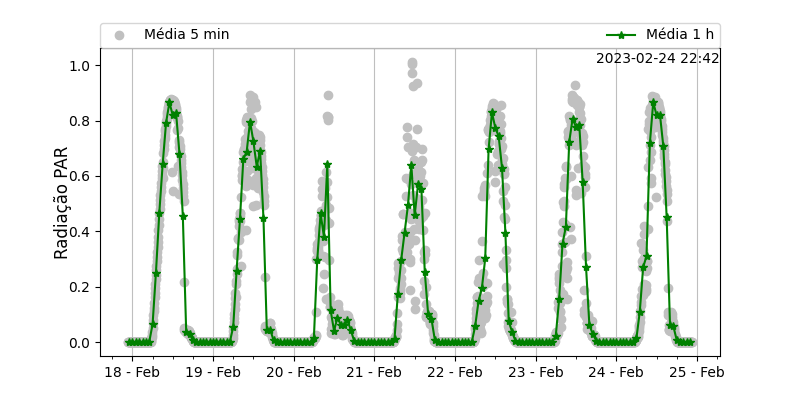 Média 5 min
Média 1 h
2023-02-24 22:42
Radiação PAR
1.0
0.8
0.6
0.4
0.2
0.0
18 - Feb
19 - Feb
20 - Feb
21 - Feb
22 - Feb
23 - Feb
24 - Feb
25 - Feb